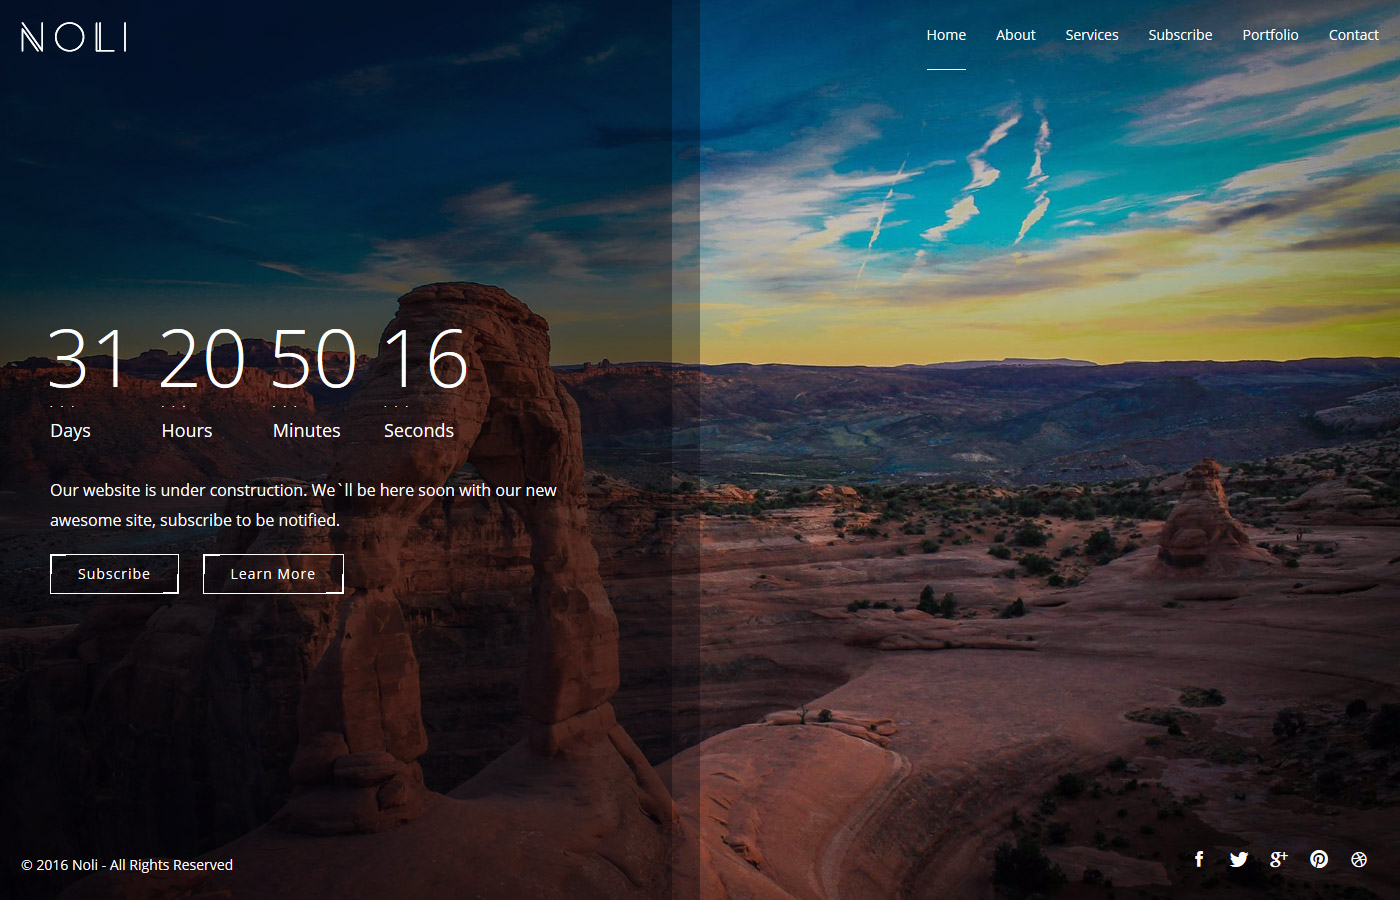 NOLI
Home About Services Subscribe Portfolio Contact
31 20 50 16
Days Hours Minutes Seconds
Our website is under construction. We`ll be here soon with our new
awesome site, subscribe to be notified.
Subscribe Learn More
© 2016 Noli - All Rights Reserved